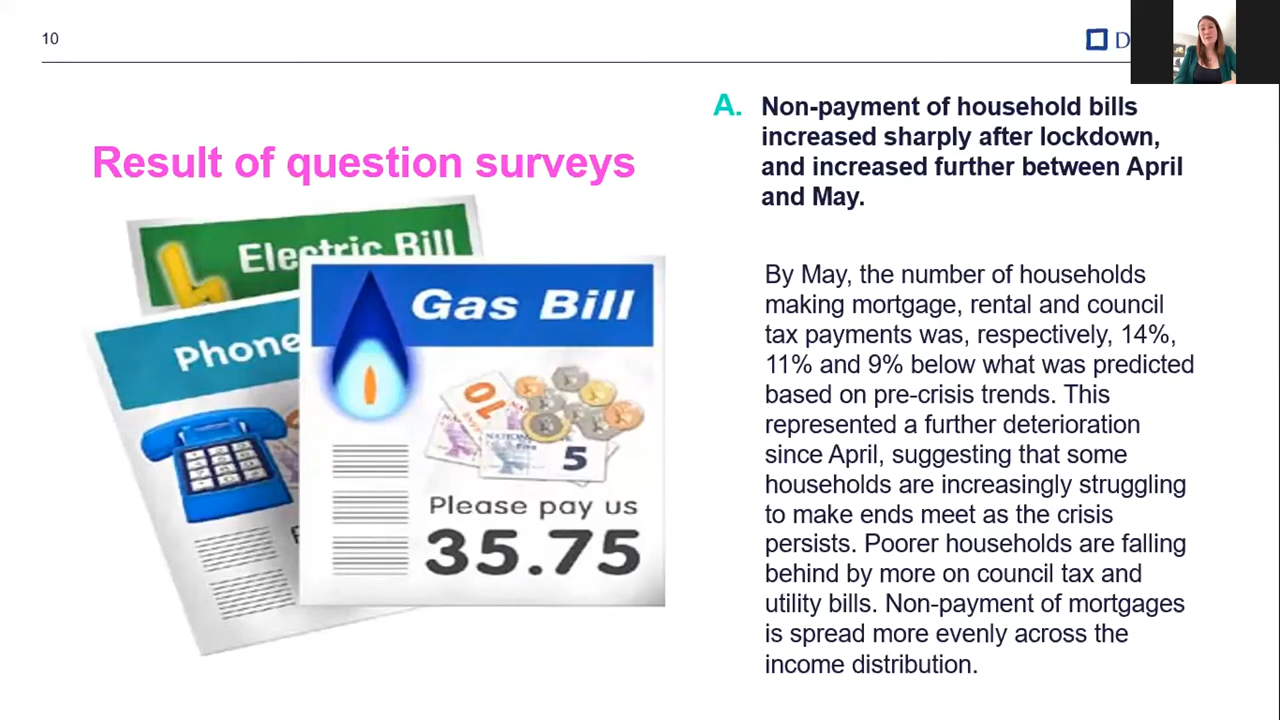 10
D
Result of question surveys
Electric Bill
Phone
Gas Bill
10
5
Please pay us
35.75
A. Non-payment of household bills
increased sharply after lockdown,
and increased further between April
and May.
By May, the number of households
making mortgage, rental and council
tax payments was, respectively, 14%,
11% and 9% below what was predicted
based on pre-crisis trends. This
represented a further deterioration
since April, suggesting that some
households are increasingly struggling
to make ends meet as the crisis
persists. Poorer households are falling
behind by more on council tax and
utility bills. Non-payment of mortgages
is spread more evenly across the
income distribution.